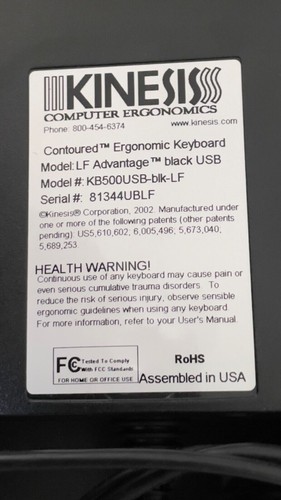 KINESIS
COMPUTER ERGONOMICS
Phone: 800-454-6374 www.kinesis.com
Contoured™ Ergonomic Keyboard
Model: LF Advantage™ black USB
Model #: KB500USB-blk-LF
Serial #: 81344UBLF
©Kinesis® Corporation, 2002. Manufactured under
one or more of the following patents (other patents
pending): US5,610,602; 6,005,496; 5,673,040,
5,689,253.
HEALTH WARNING!
Continuous use of any keyboard may cause pain or
even serious cumulative trauma disorders. To
reduce the risk of serious injury, observe sensible
ergonomic guidelines when using any keyboard.
For more information, refer to your User's Manual.
FC Tested To Comply
With FCC Standards
FOR HOME OR OFFICE USE
RoHS
Assembled in USA